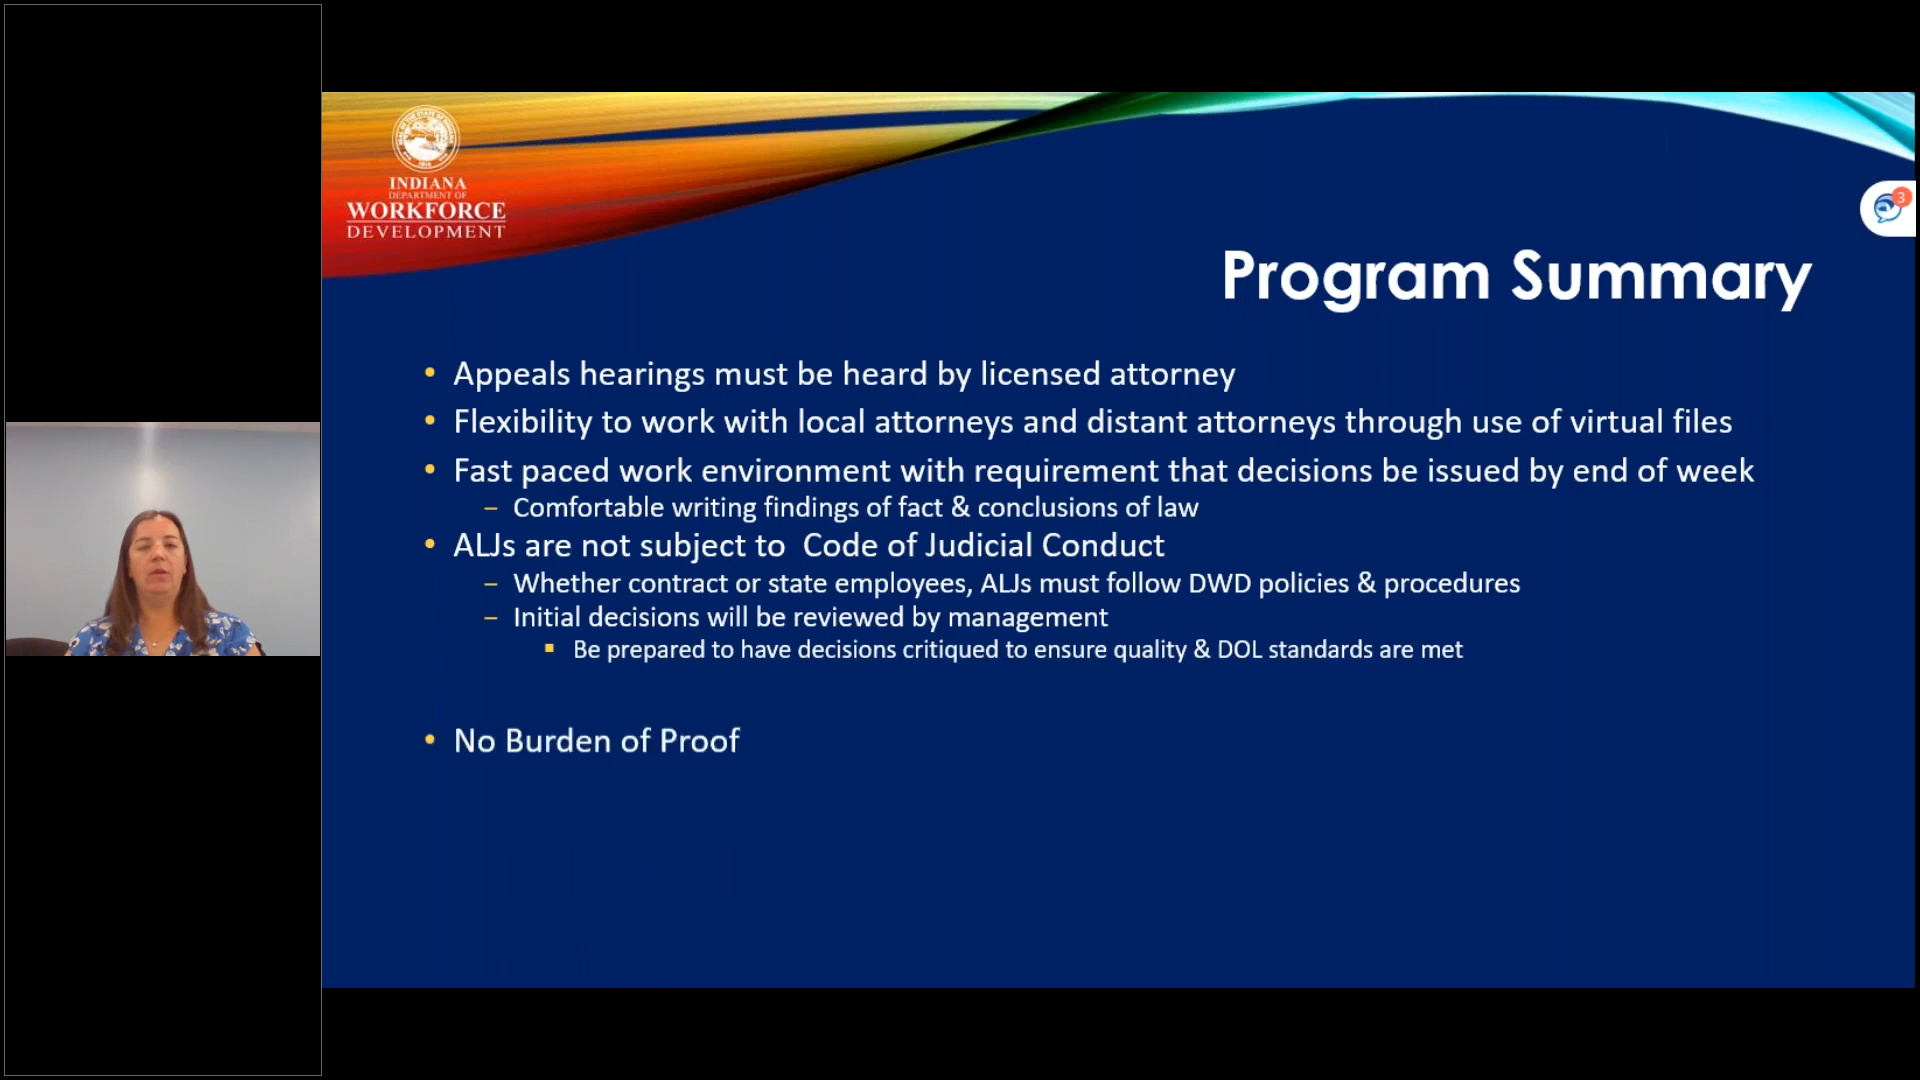 INDIANA
DEPARTMENT OF
WORKFORCE
DEVELOPMENT
3
Program Summary
• Appeals hearings must be heard by licensed attorney
• Flexibility to work with local attorneys and distant attorneys through use of virtual files
• Fast paced work environment with requirement that decisions be issued by end of week
– Comfortable writing findings of fact & conclusions of law
• ALJs are not subject to  Code of Judicial Conduct
– Whether contract or state employees, ALJs must follow DWD policies & procedures
– Initial decisions will be reviewed by management
▪ Be prepared to have decisions critiqued to ensure quality & DOL standards are met
• No Burden of Proof